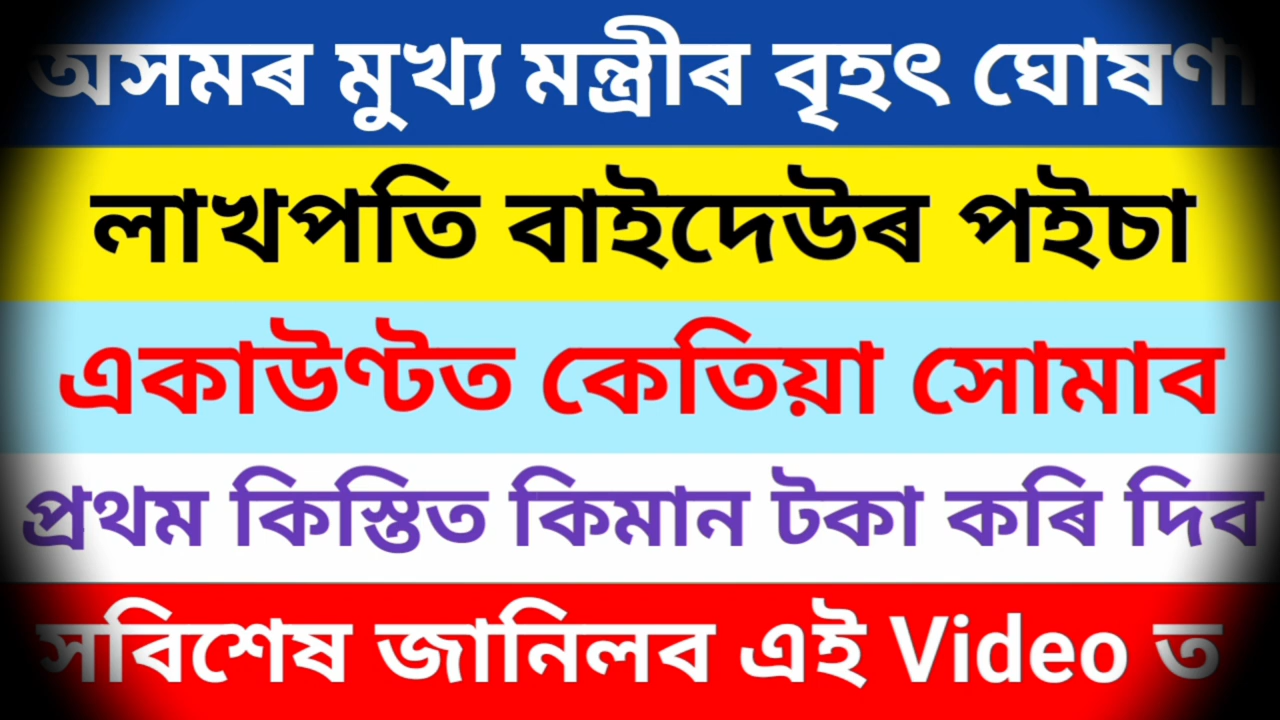 অসমৰ মুখ্য মন্ত্ৰীৰ বৃহৎ ঘোষণা
লাখপতি বাইদেউৰ পইচা
একাউণ্টত কেতিয়া সোমাব
প্ৰথম কিস্তিত কিমান টকা কৰি দিব
সবিশেষ জানিলব এই Video ত